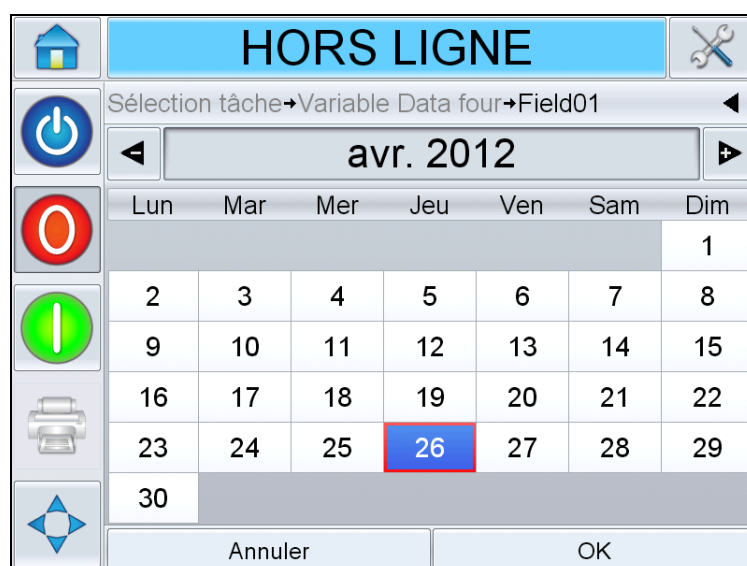 HORS LIGNE
Sélection tâche→Variable Data four→Field01
avr. 2012
Lun Mar Mer Jeu Ven Sam Dim
1
2 3 4 5 6 7 8
9 10 11 12 13 14 15
16 17 18 19 20 21 22
23 24 25 26 27 28 29
30
Annuler OK